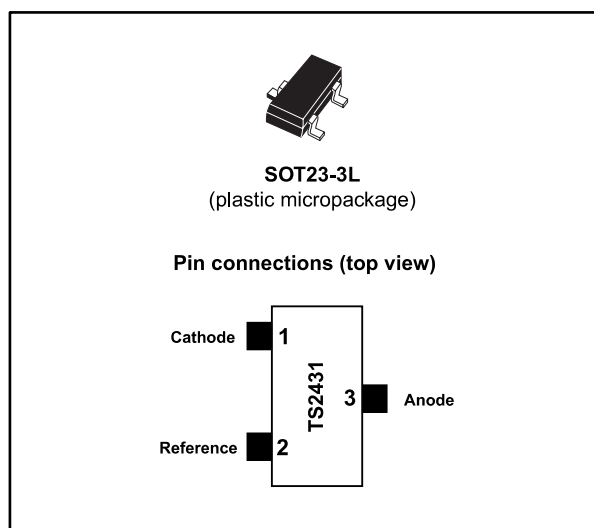 SOT23-3L
(plastic micropackage)
Pin connections (top view)
Cathode 1
TS2431
3 Anode
Reference 2